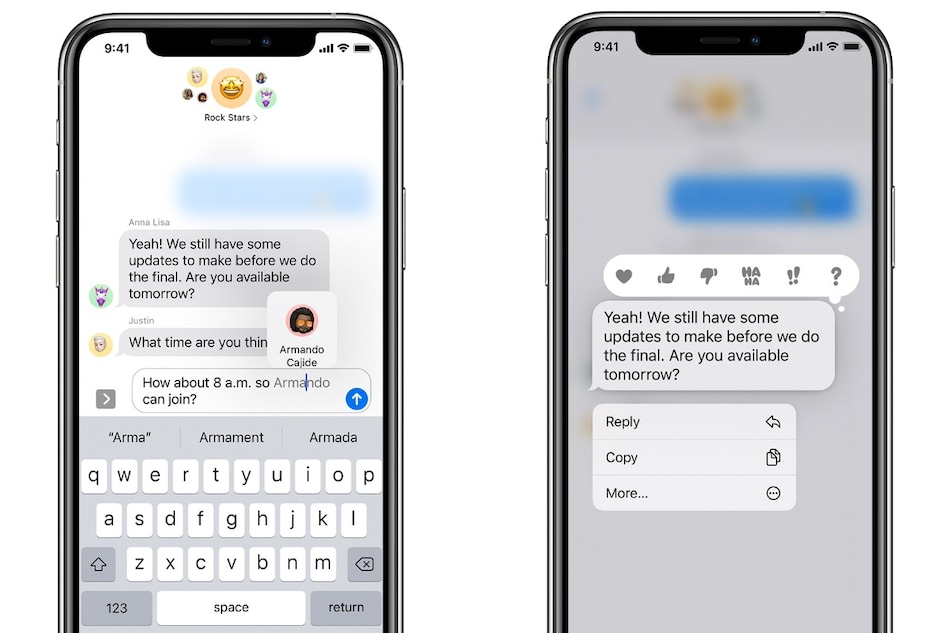 9:41
Rock Stars >
Anna Lisa
Yeah! We still have some
updates to make before we do
the final. Are you available
tomorrow?
Justin
What time are you thin
Armando
Cajide
How about 8 a.m. so Armando
can join?
“Arma”
Armament
Armada
q w e r t y u i o p
a s d f g h j k l
z x c v b n m
123
space
return
9:41
HA
HA
!!
?
Yeah! We still have some
updates to make before we do
the final. Are you available
tomorrow?
Reply
Copy
More...